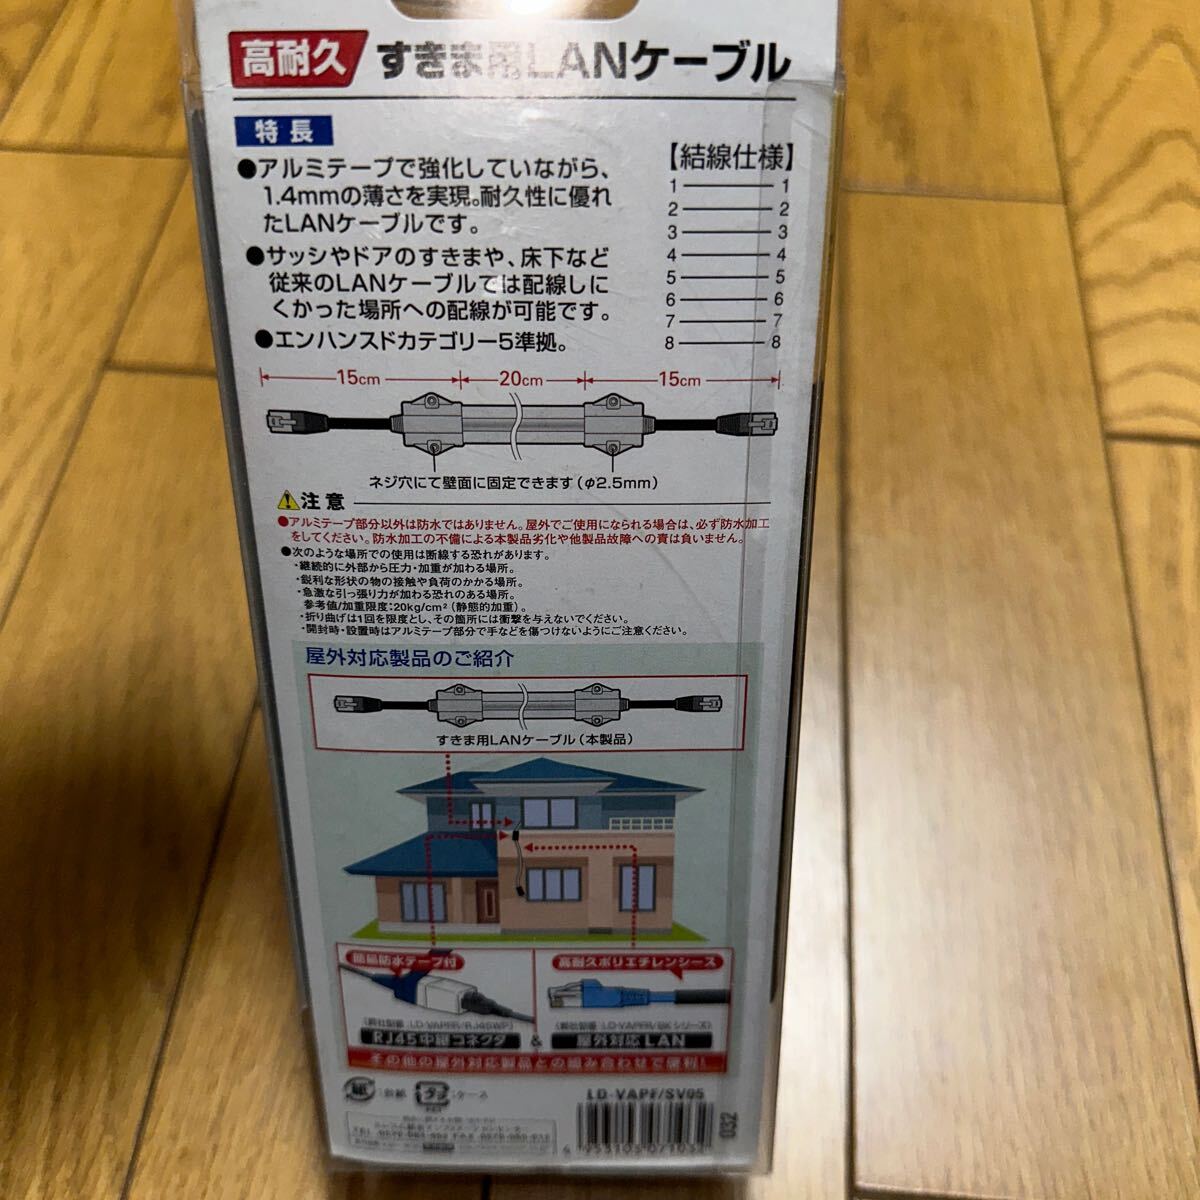 高耐久 すきま用LANケーブル
特長
●アルミテープで強化していながら、
1.4mmの薄さを実現。耐久性に優れ
たLANケーブルです。
●サッシやドアのすきまや、床下など
従来のLANケーブルでは配線しに
くかった場所への配線が可能です。
●エンハンスドカテゴリー5準拠。
【結線仕様】
1 1
2 2
3 3
4 4
5 5
6 6
7 7
8 8
15cm 20cm 15cm
ネジ穴にて壁面に固定できます(φ2.5mm)
注意
●アルミテープ部分以外は防水ではありません。屋外でご使用になられる場合は、必ず防水加工
をしてください。防水加工の不備による本製品劣化や他製品故障への責は負いません。
●次のような場所での使用は断線する恐れがあります。
・継続的に外部から圧力・加重が加わる場所。
・鋭利な形状の物の接触や負荷のかかる場所。
・急激な引っ張り力が加わる恐れのある場所。
参考値/加重限度:20kg/cm²(静態的加重)。
・折り曲げは1回を限度とし、その箇所には衝撃を与えないでください。
・開封時・設置時はアルミテープ部分で手などを傷つけないようにご注意ください。
屋外対応製品のご紹介
すきま用LANケーブル(本製品)
簡易防水テープ付
高耐久ポリエチレンシース
(弊社型番:LD-VAPFR/RJ45WP)
RJ45中継コネクタ
&
屋外対応LAN
その他の屋外対応製品との組み合わせで便利!
紙 :台紙
プラ :ケース
LD-VAPF/SV05
032